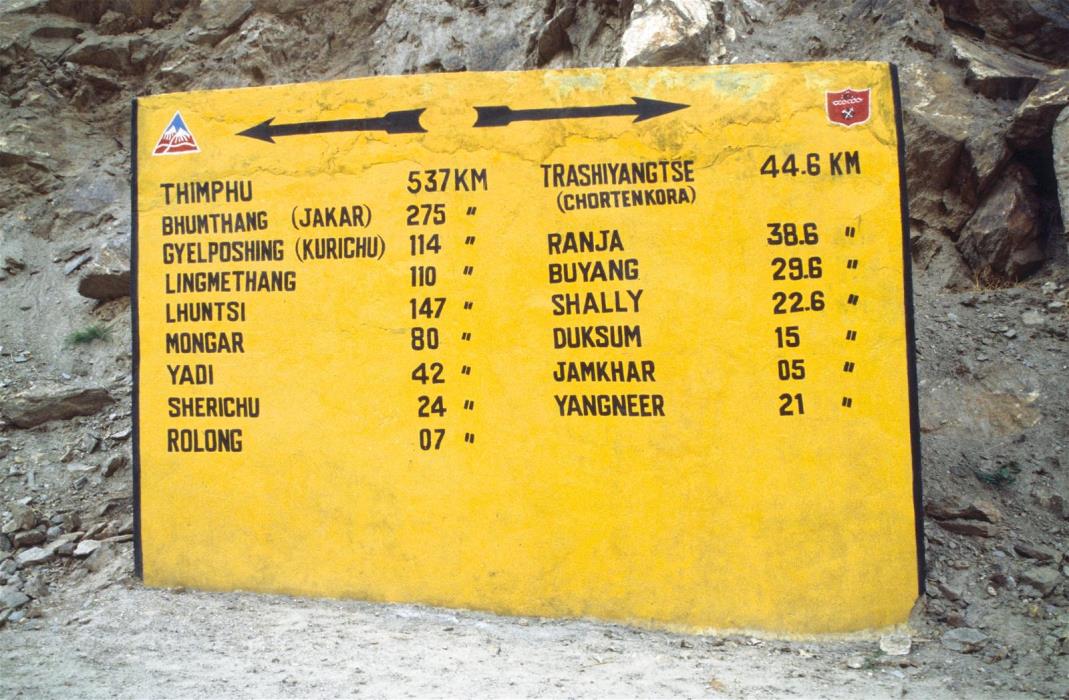 THIMPHU 537 KM
BHUMTHANG (JAKAR) 275 "
GYELPOSHING (KURICHU) 114 "
LINGMETHANG 110 "
LHUNTSI 147 "
MONGAR 80 "
YADI 42 "
SHERICHU 24 "
ROLONG 07 "
TRASHIYANGTSE 44.6 KM
(CHORTENKORA)
RANJA 38.6 "
BUYANG 29.6 "
SHALLY 22.6 "
DUKSUM 15 "
JAMKHAR 05 "
YANGNEER 21 "